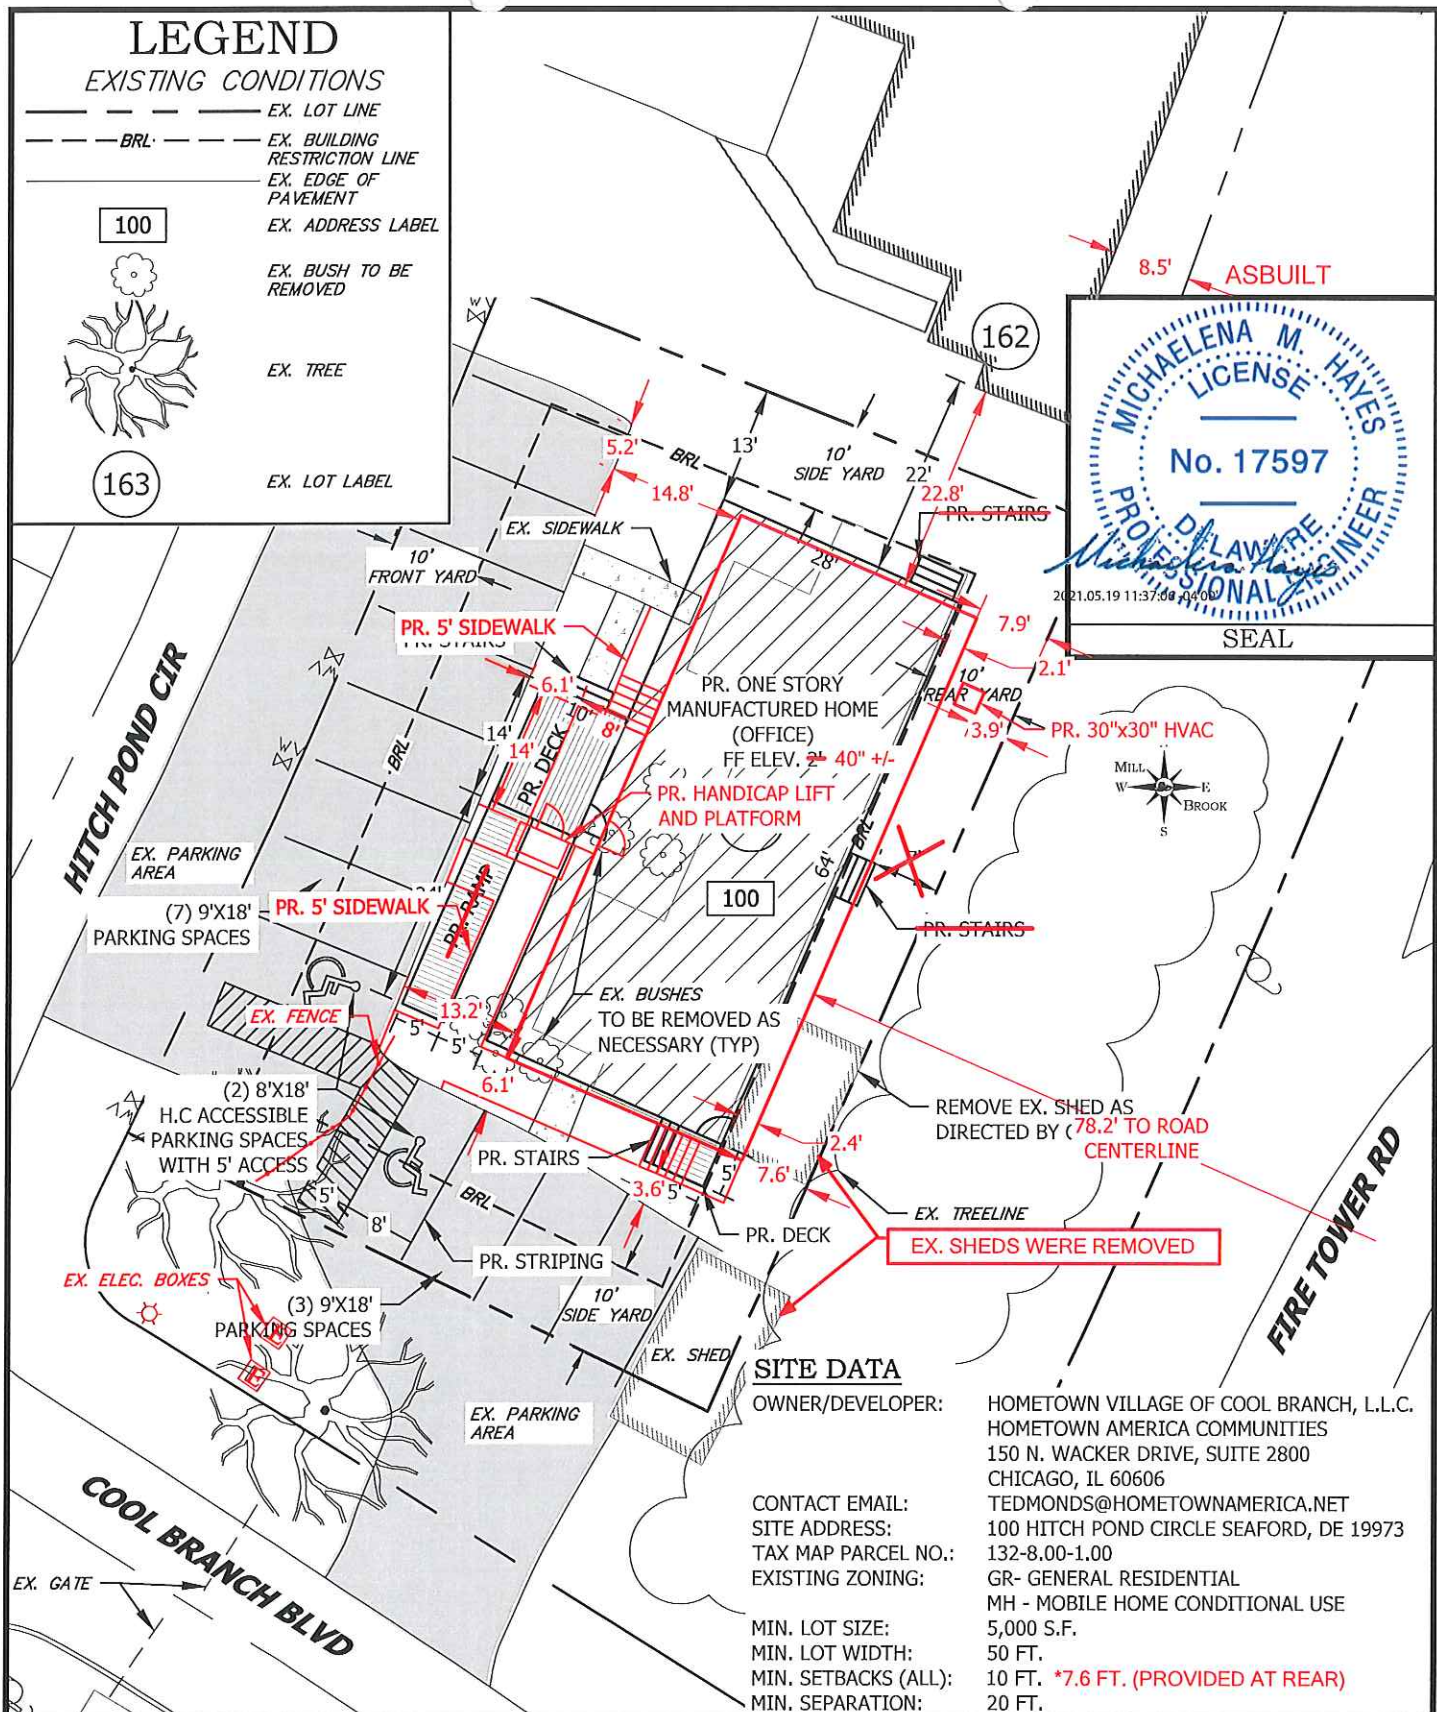 LEGEND
EXISTING CONDITIONS
EX. LOT LINE
BRL
EX. BUILDING
RESTRICTION LINE
EX. EDGE OF
PAVEMENT
100
EX. ADDRESS LABEL
EX. BUSH TO BE
REMOVED
EX. TREE
163
EX. LOT LABEL
8.5'
ASBUILT
162
MICHAELENA M. HAYES
LICENSE
No. 17597
DELAWARE
PROFESSIONAL ENGINEER
Michaelena Hayes
2021.05.19 11:37:06 -04'00'
SEAL
W
5.2'
BRL
13'
10'
SIDE YARD
22'
22.8'
14.8'
PR. STAIRS
EX. SIDEWALK
28'
10'
FRONT YARD
7.9'
2.1'
PR. 5' SIDEWALK
PR. STAIRS
6.1'
10'
8'
14'
14'
PR. DECK
PR. ONE STORY
MANUFACTURED HOME
(OFFICE)
FF ELEV. 2' 40" +/-
10'
REAR YARD
3.9'
PR. 30"x30" HVAC
MILL
W
E
BROOK
S
HITCH POND CIR
BRL
PR. HANDICAP LIFT
AND PLATFORM
EX. PARKING
AREA
BRL
64'
7'
100
(7) 9'X18'
PARKING SPACES
PR. 5' SIDEWALK
PR. RAMP
PR. STAIRS
EX. FENCE
13.2'
5'
5'
EX. BUSHES
TO BE REMOVED AS
NECESSARY (TYP)
6.1'
(2) 8'X18'
H.C ACCESSIBLE
PARKING SPACES
WITH 5' ACCESS
REMOVE EX. SHED AS
DIRECTED BY
78.2' TO ROAD
CENTERLINE
2.4'
PR. STAIRS
5'
7.6'
3.6'
5'
BRL
5'
8'
EX. TREELINE
PR. DECK
EX. SHEDS WERE REMOVED
PR. STRIPING
FIRE TOWER RD
EX. ELEC. BOXES
(3) 9'X18'
PARKING SPACES
E
E
10'
SIDE YARD
EX. SHED
EX. PARKING
AREA
COOL BRANCH BLVD
EX. GATE
SITE DATA
OWNER/DEVELOPER: HOMETOWN VILLAGE OF COOL BRANCH, L.L.C.
HOMETOWN AMERICA COMMUNITIES
150 N. WACKER DRIVE, SUITE 2800
CHICAGO, IL 60606
CONTACT EMAIL: TEDMONDS@HOMETOWNAMERICA.NET
SITE ADDRESS: 100 HITCH POND CIRCLE SEAFORD, DE 19973
TAX MAP PARCEL NO.: 132-8.00-1.00
EXISTING ZONING: GR- GENERAL RESIDENTIAL
MH - MOBILE HOME CONDITIONAL USE
MIN. LOT SIZE: 5,000 S.F.
MIN. LOT WIDTH: 50 FT.
MIN. SETBACKS (ALL): 10 FT. *7.6 FT. (PROVIDED AT REAR)
MIN. SEPARATION: 20 FT.